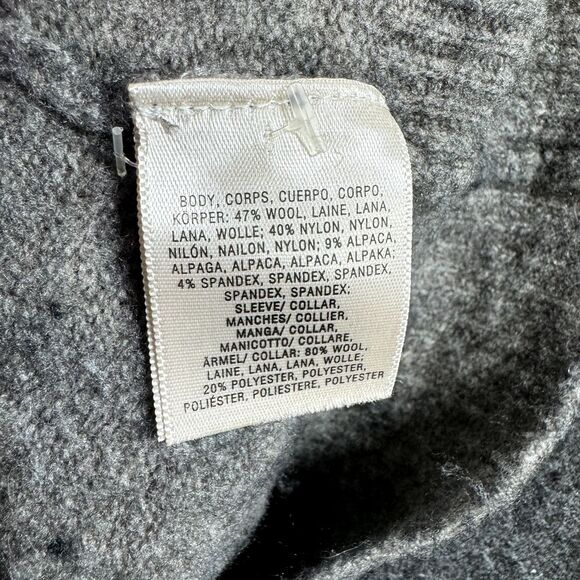 BODY, CORPS, CUERPO, CORPO,
KÖRPER: 47% WOOL, LAINE, LANA,
LANA, WOLLE; 40% NYLON, NYLON,
NILÓN, NAILON, NYLON; 9% ALPACA,
ALPAGA, ALPACA, ALPACA, ALPAKA;
4% SPANDEX, SPANDEX, SPANDEX,
SPANDEX, SPANDEX;
SLEEVE/ COLLAR,
MANCHES/ COLLIER,
MANGA/ COLLAR,
MANICOTTO/ COLLARE,
ÄRMEL/ COLLAR: 80% WOOL,
LAINE, LANA, LANA, WOLLE;
20% POLYESTER, POLYESTER,
POLIÉSTER, POLIESTERE, POLYESTER